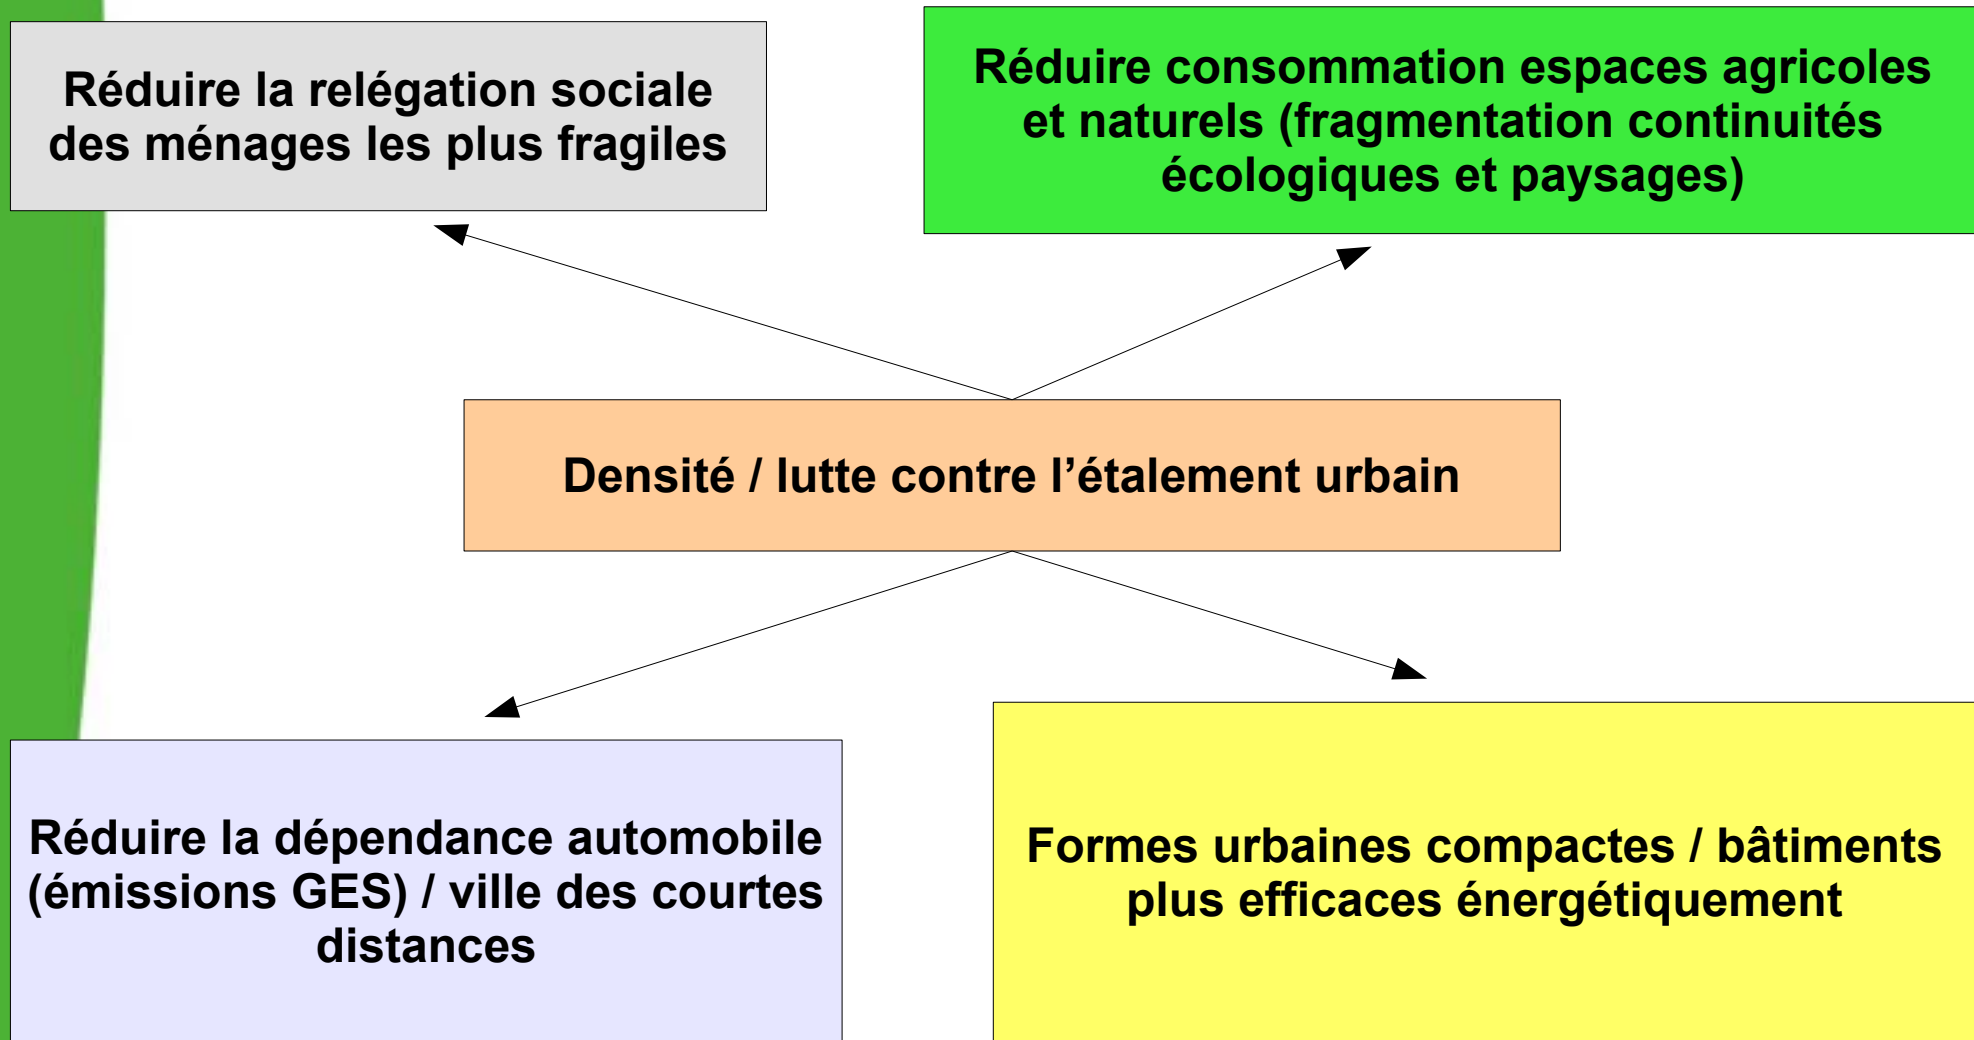 Réduire la relégation sociale
des ménages les plus fragiles
Réduire consommation espaces agricoles
et naturels (fragmentation continuités
écologiques et paysages)
Densité / lutte contre l’étalement urbain
Réduire la dépendance automobile
(émissions GES) / ville des courtes
distances
Formes urbaines compactes / bâtiments
plus efficaces énergétiquement